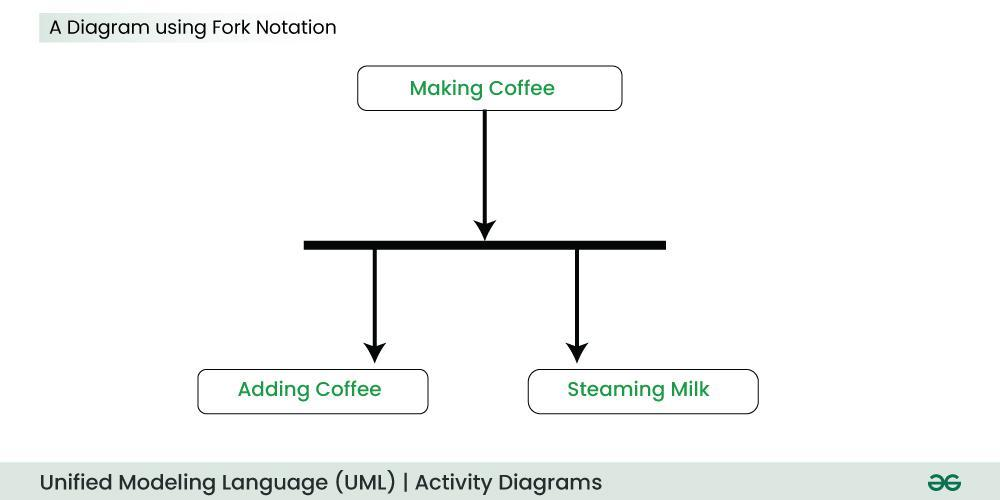 A Diagram using Fork Notation
Making Coffee
Adding Coffee
Steaming Milk
Unified Modeling Language (UML) | Activity Diagrams